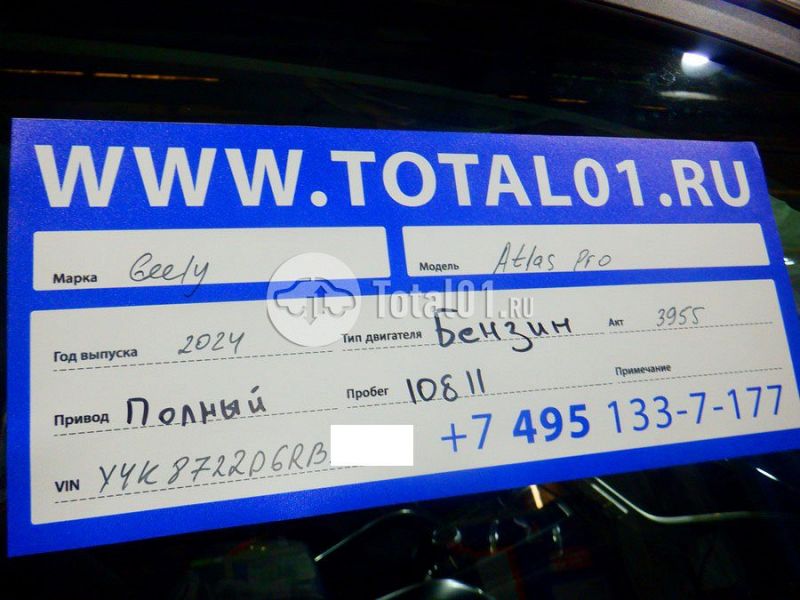 WWW.TOTAL01.RU
Марка Geely Модель Atlas Pro
Total01.RU
Год выпуска 2024 Тип двигателя Бензин Акт 3955
Привод Полный Пробег 10811 Примечание
+7 495 133-7-177
VIN Y4K8722D6RB